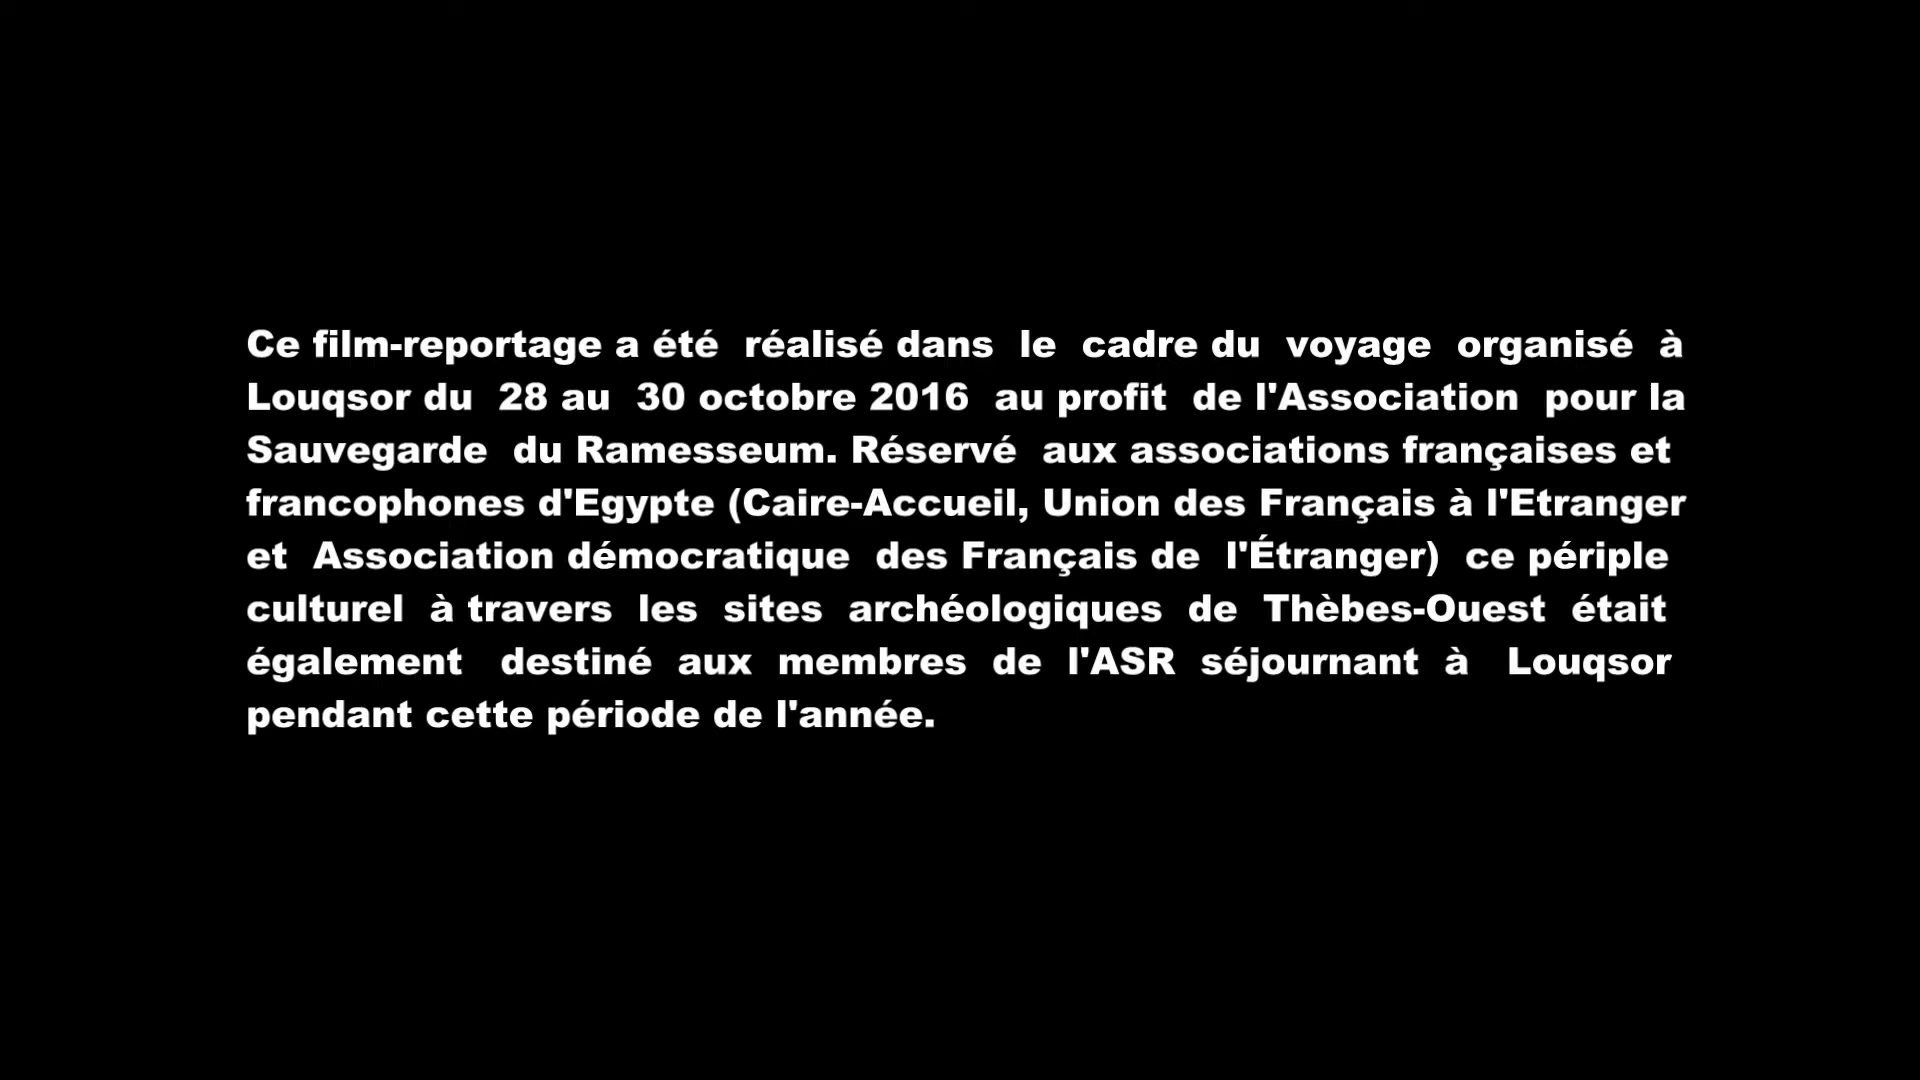 Ce film-reportage a été réalisé dans le cadre du voyage organisé à
Louqsor du 28 au 30 octobre 2016 au profit de l'Association pour la
Sauvegarde du Ramesseum. Réservé aux associations françaises et
francophones d'Egypte (Caire-Accueil, Union des Français à l'Etranger
et Association démocratique des Français de l'Étranger) ce périple
culturel à travers les sites archéologiques de Thèbes-Ouest était
également destiné aux membres de l'ASR séjournant à Louqsor
pendant cette période de l'année.